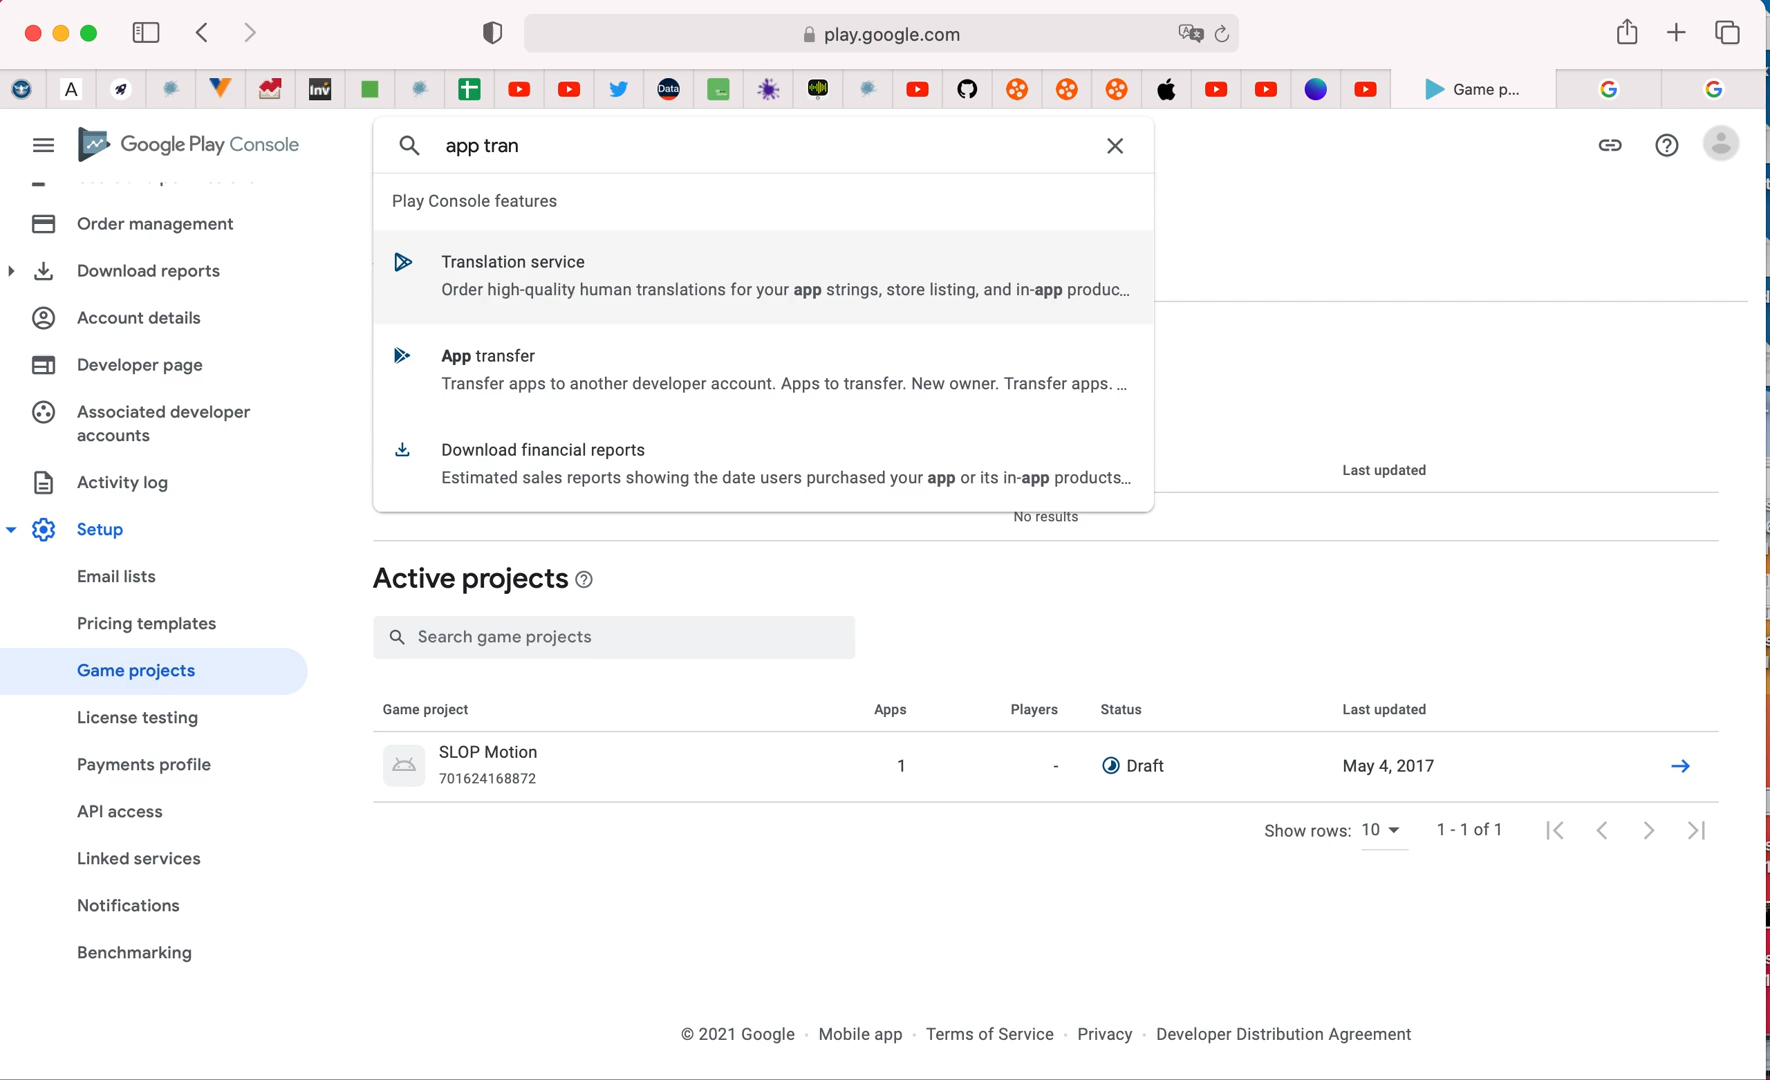 play.google.com
A
Inv
Data
Game p...
Google Play Console
app tran
Play Console features
Order management
Translation service
Order high-quality human translations for your app strings, store listing, and in-app produc...
Download reports
Account details
App transfer
Transfer apps to another developer account. Apps to transfer. New owner. Transfer apps. ...
Developer page
Associated developer
accounts
Download financial reports
Estimated sales reports showing the date users purchased your app or its in-app products...
Last updated
Activity log
No results
Setup
Email lists
Active projects
Pricing templates
Search game projects
Game projects
License testing
Game project
Apps
Players
Status
Last updated
SLOP Motion
701624168872
1
-
Draft
May 4, 2017
Payments profile
API access
Show rows: 10
1 - 1 of 1
Linked services
Notifications
Benchmarking
© 2021 Google · Mobile app · Terms of Service · Privacy · Developer Distribution Agreement